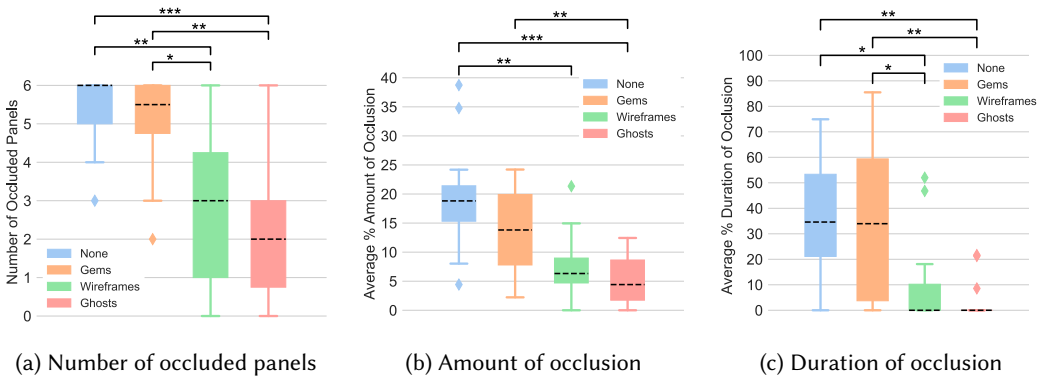 ***
**
**
*
Number of Occluded Panels
6
5
4
3
2
1
0
None
Gems
Wireframes
Ghosts
(a) Number of occluded panels
**
***
**
Average % Amount of Occlusion
40
35
30
25
20
15
10
5
0
None
Gems
Wireframes
Ghosts
(b) Amount of occlusion
**
**
*
*
Average % Duration of Occlusion
100
90
80
70
60
50
40
30
20
10
0
None
Gems
Wireframes
Ghosts
(c) Duration of occlusion